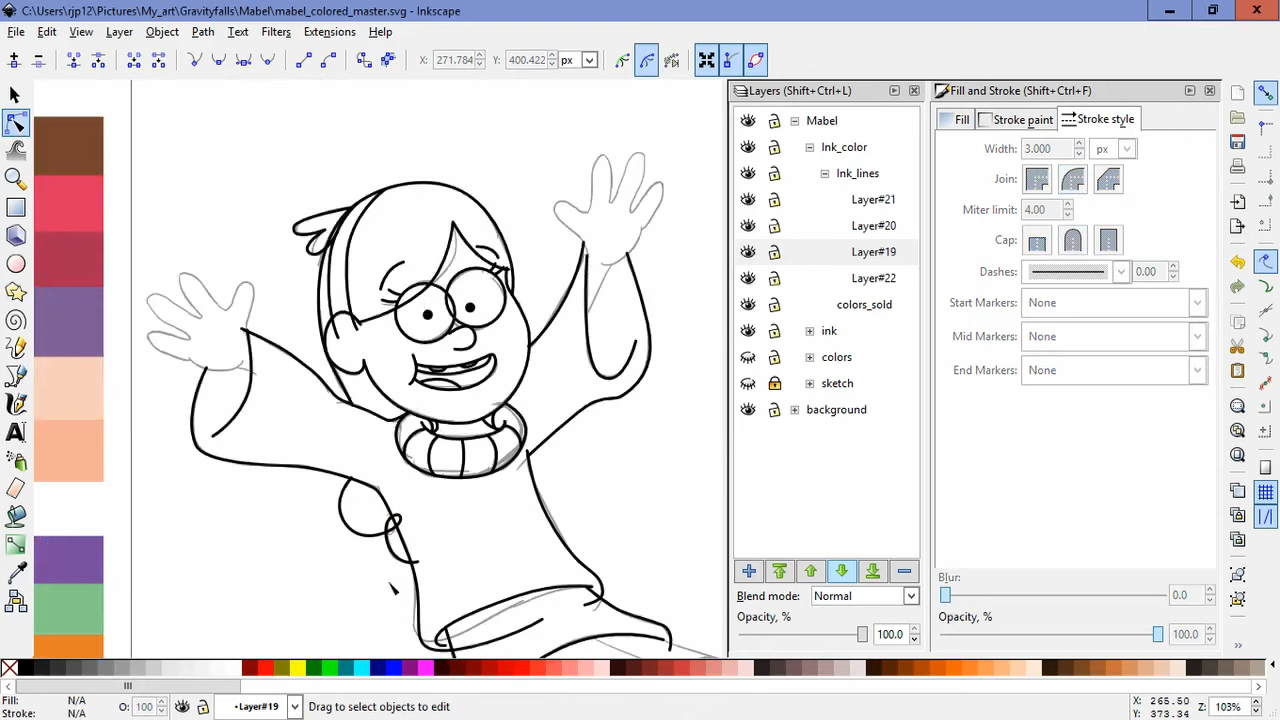 C:\Users\rjp12\Pictures\My_art\Gravityfalls\Mabel\mabel_colored_master.svg - Inkscape
File Edit View Layer Object Path Text Filters Extensions Help
X: 271.784 Y: 400.422 px
Layers (Shift+Ctrl+L)
Mabel
Ink_color
Ink_lines
Layer#21
Layer#20
Layer#19
Layer#22
colors_sold
ink
colors
sketch
background
Blend mode: Normal
Opacity, % 100.0
Fill and Stroke (Shift+Ctrl+F)
Fill Stroke paint Stroke style
Width: 3.000 px
Join:
Miter limit: 4.00
Cap:
Dashes: 0.00
Start Markers: None
Mid Markers: None
End Markers: None
Blur:
0.0
Opacity, %
100.0
Fill: N/A
Stroke: N/A
O: 100
•Layer#19
Drag to select objects to edit
X: 265.50
Y: 373.34
Z: 103%